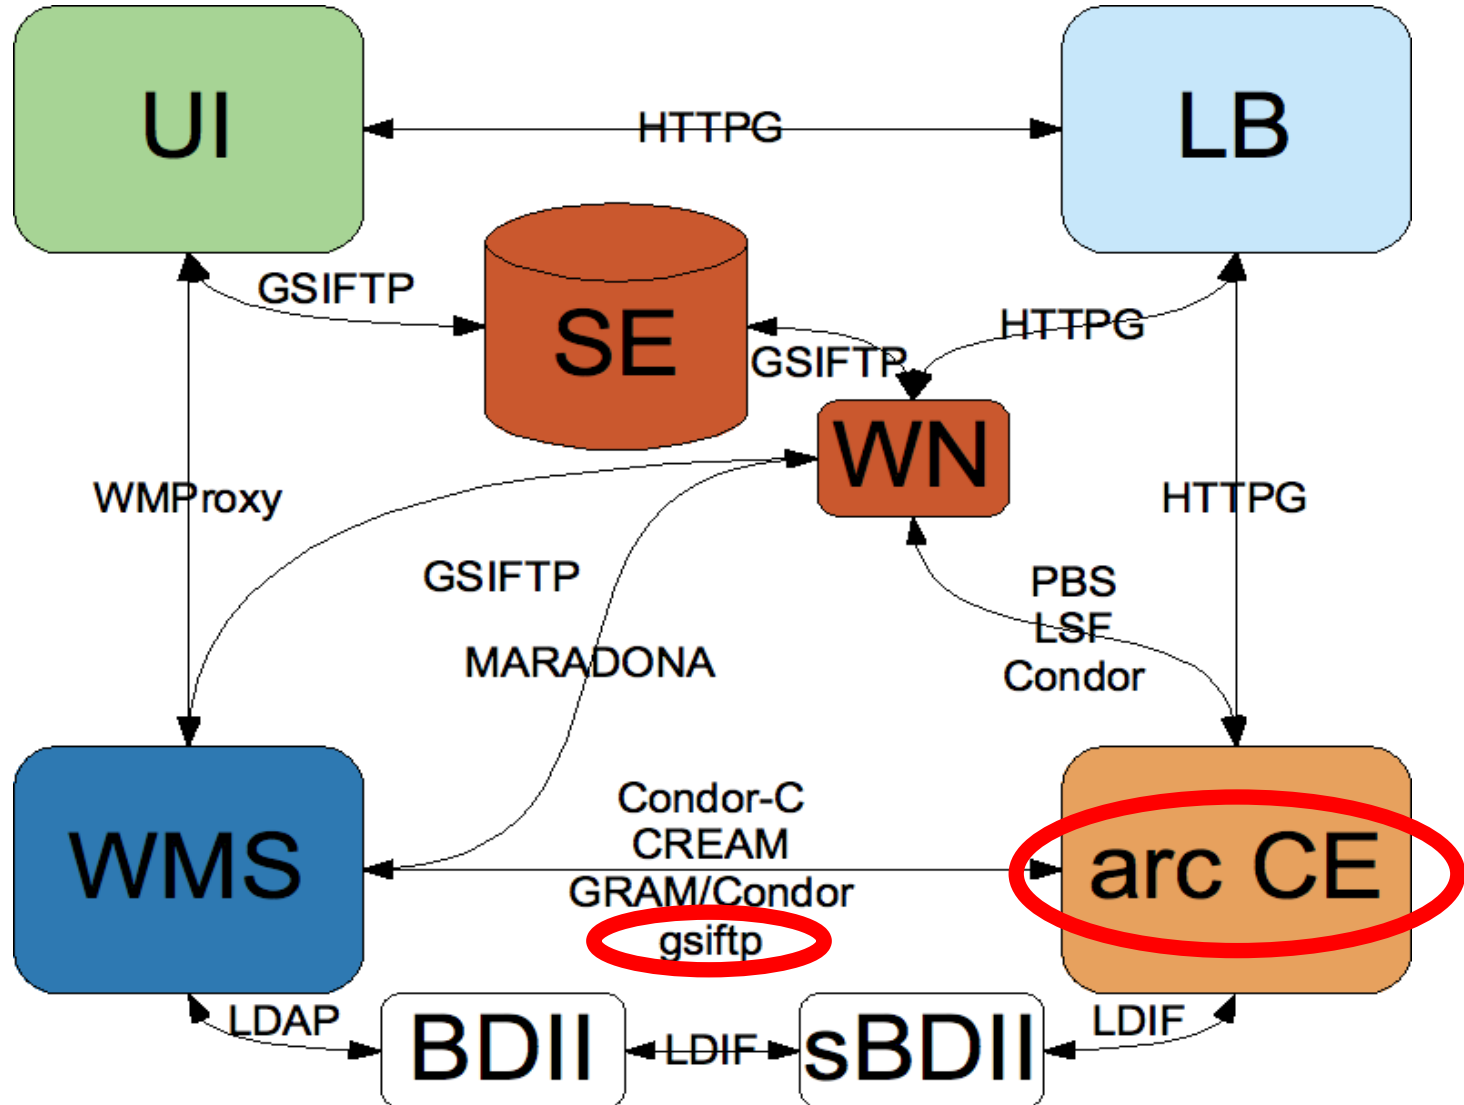 UI
HTTPG
LB
GSIFTP
SE
GSIFTP
HTTPG
WN
WMProxy
HTTPG
GSIFTP
MARADONA
PBS
LSF
Condor
WMS
Condor-C
CREAM
GRAM/Condor
gsiftp
arc CE
LDAP
BDII
LDIF
sBDII
LDIF